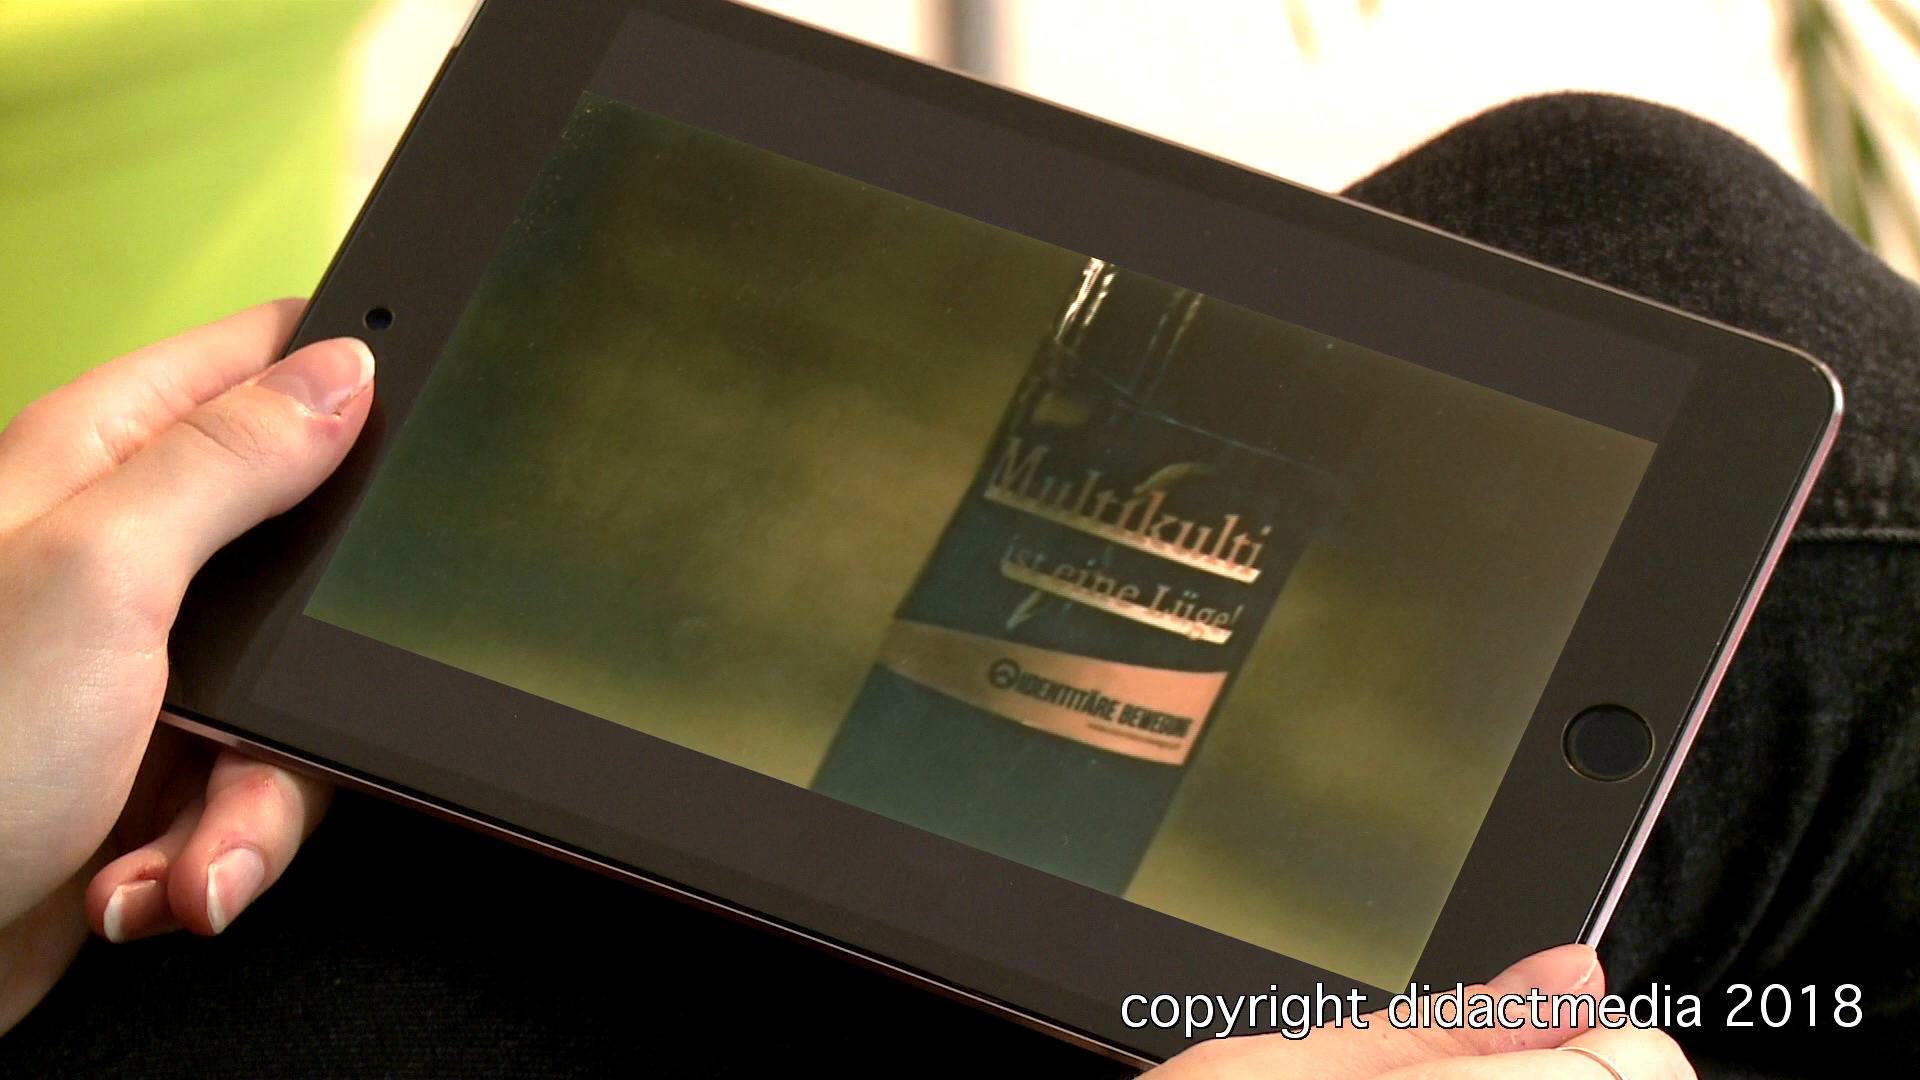 Multikulti
ist eine Lüge!
IDENTITÄRE BEWEGUNG
copyright didactmedia 2018